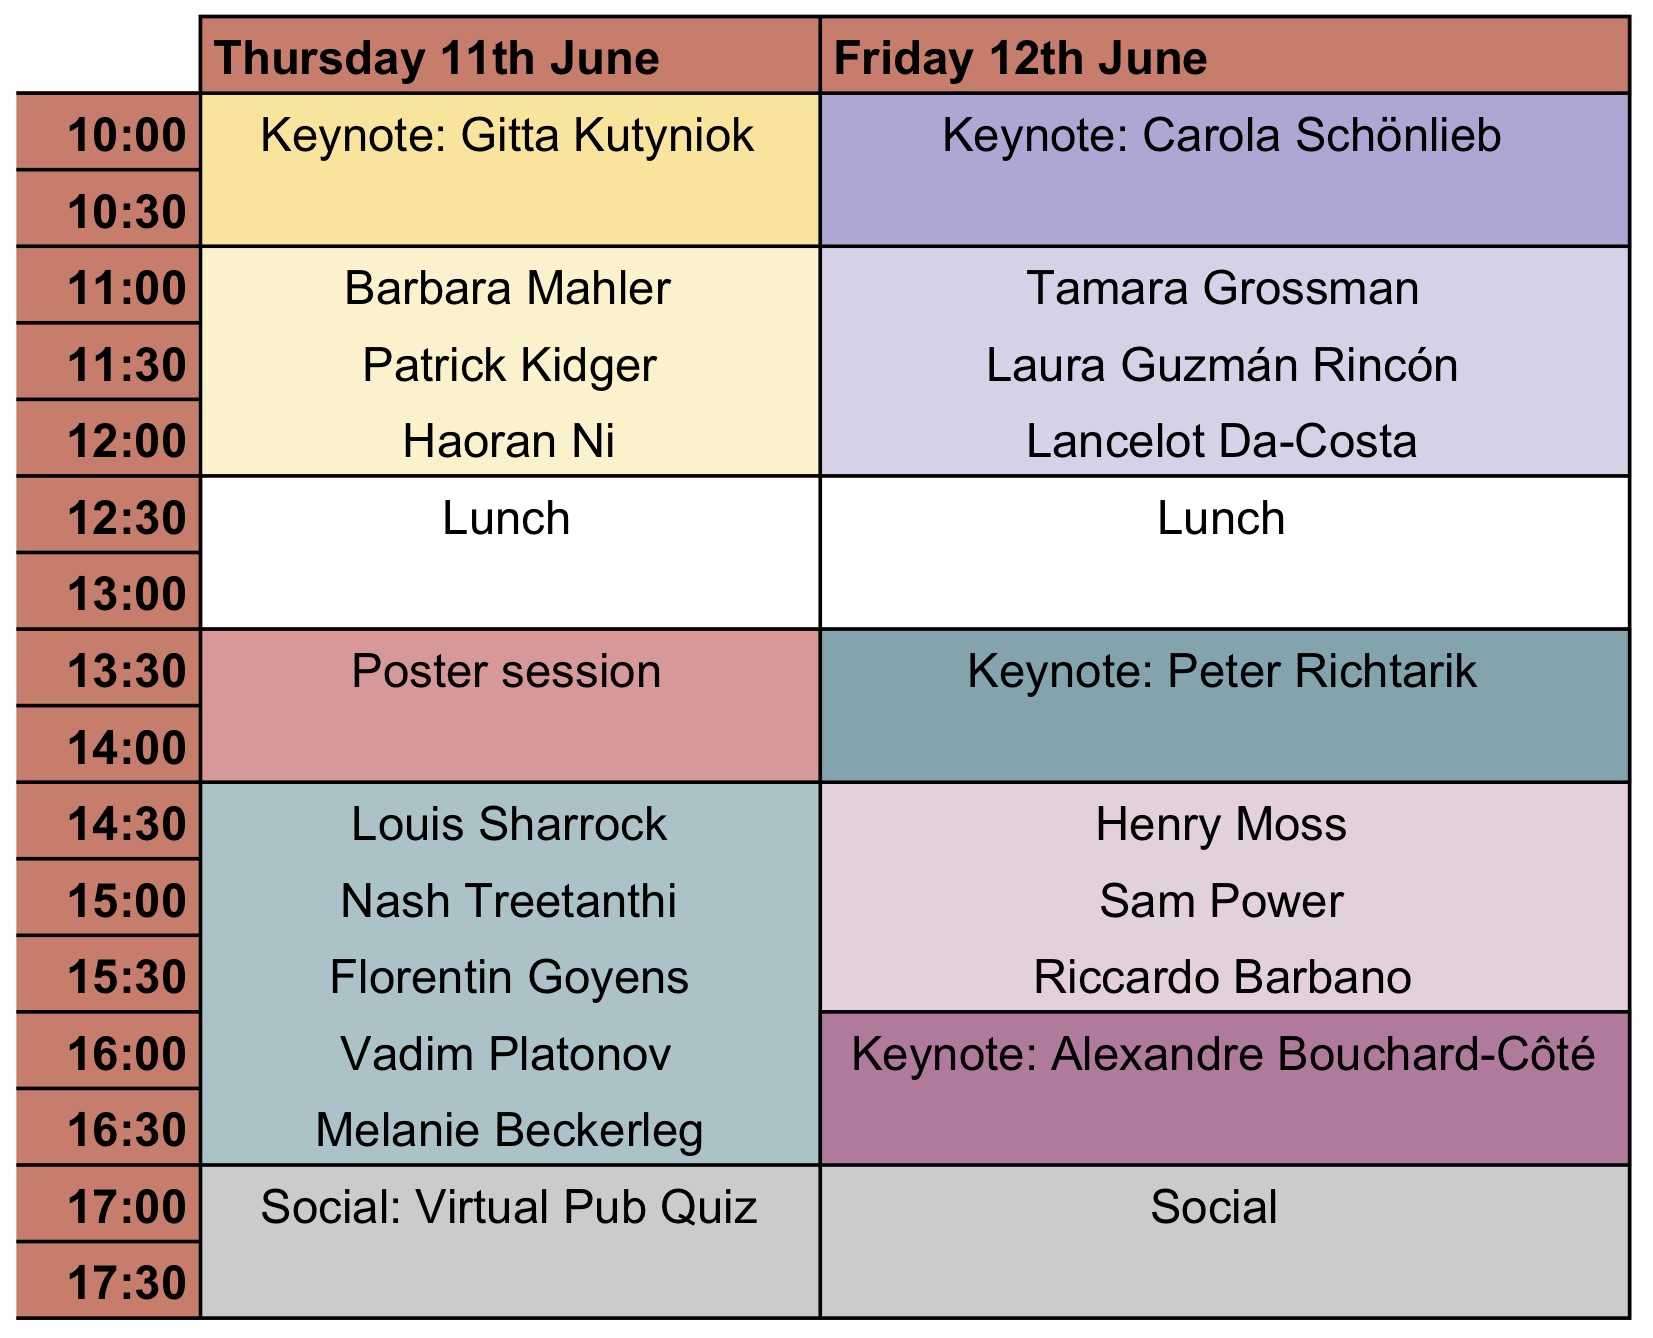 Thursday 11th June Friday 12th June
10:00 Keynote: Gitta Kutyniok Keynote: Carola Schönlieb
10:30
11:00 Barbara Mahler Tamara Grossman
11:30 Patrick Kidger Laura Guzmán Rincón
12:00 Haoran Ni Lancelot Da-Costa
12:30 Lunch Lunch
13:00
13:30 Poster session Keynote: Peter Richtarik
14:00
14:30 Louis Sharrock Henry Moss
15:00 Nash Treetanthi Sam Power
15:30 Florentin Goyens Riccardo Barbano
16:00 Vadim Platonov Keynote: Alexandre Bouchard-Côté
16:30 Melanie Beckerleg
17:00 Social: Virtual Pub Quiz Social
17:30